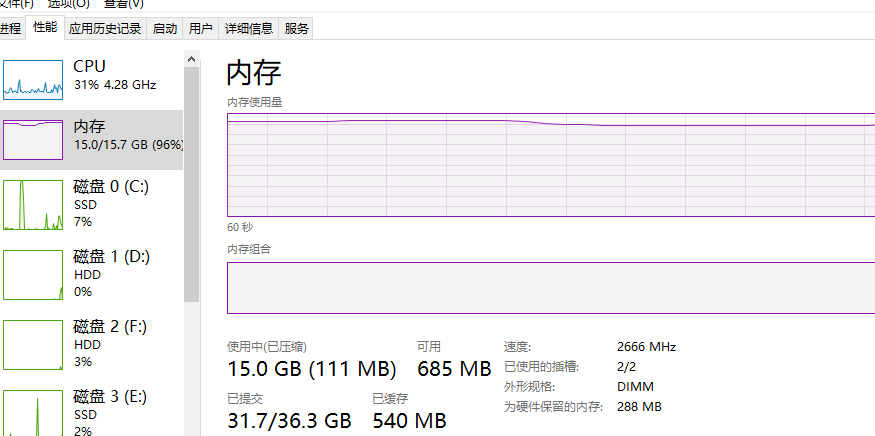 文件(F) 选项(O) 查看(V)
进程 性能 应用历史记录 启动 用户 详细信息 服务
CPU
31% 4.28 GHz
内存
15.0/15.7 GB (96%)
磁盘 0 (C:)
SSD
7%
磁盘 1 (D:)
HDD
0%
磁盘 2 (F:)
HDD
3%
磁盘 3 (E:)
SSD
2%
内存
内存使用量
60 秒
内存组合
使用中(已压缩)
15.0 GB (111 MB)
可用
685 MB
已提交
31.7/36.3 GB
已缓存
540 MB
速度: 2666 MHz
已使用的插槽: 2/2
外形规格: DIMM
为硬件保留的内存: 288 MB